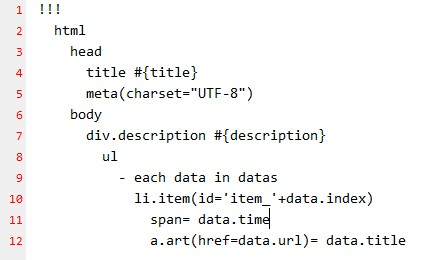 1 !!!
2 html
3 head
4 title #{title}
5 meta(charset="UTF-8")
6 body
7 div.description #{description}
8 ul
9 - each data in datas
10 li.item(id='item_'+data.index)
11 span= data.time
12 a.art(href=data.url)= data.title